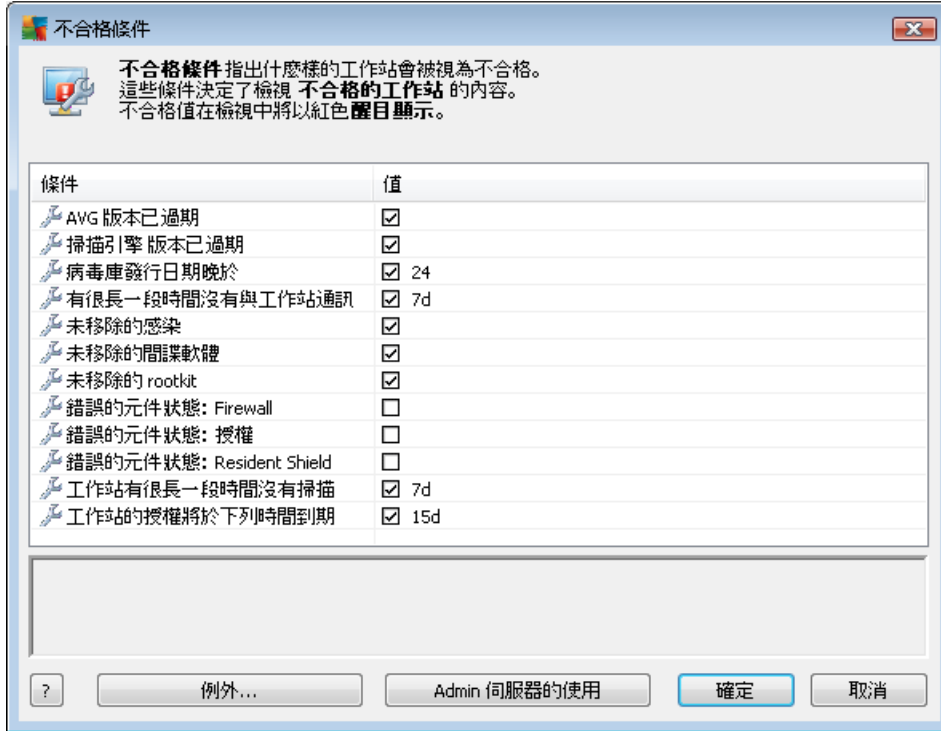 不合格條件
不合格條件 指出什麼樣的工作站會被視為不合格。
這些條件決定了檢視 不合格的工作站 的內容。
不合格值在檢視中將以紅色醒目顯示。
條件 值
AVG 版本已過期
掃描引擎 版本已過期
病毒庫發行日期晚於 24
有很長一段時間沒有與工作站通訊 7d
未移除的感染
未移除的間諜軟體
未移除的 rootkit
錯誤的元件狀態: Firewall
錯誤的元件狀態: 授權
錯誤的元件狀態: Resident Shield
工作站有很長一段時間沒有掃描 7d
工作站的授權將於下列時間到期 15d
? 例外... Admin 伺服器的使用 確定 取消